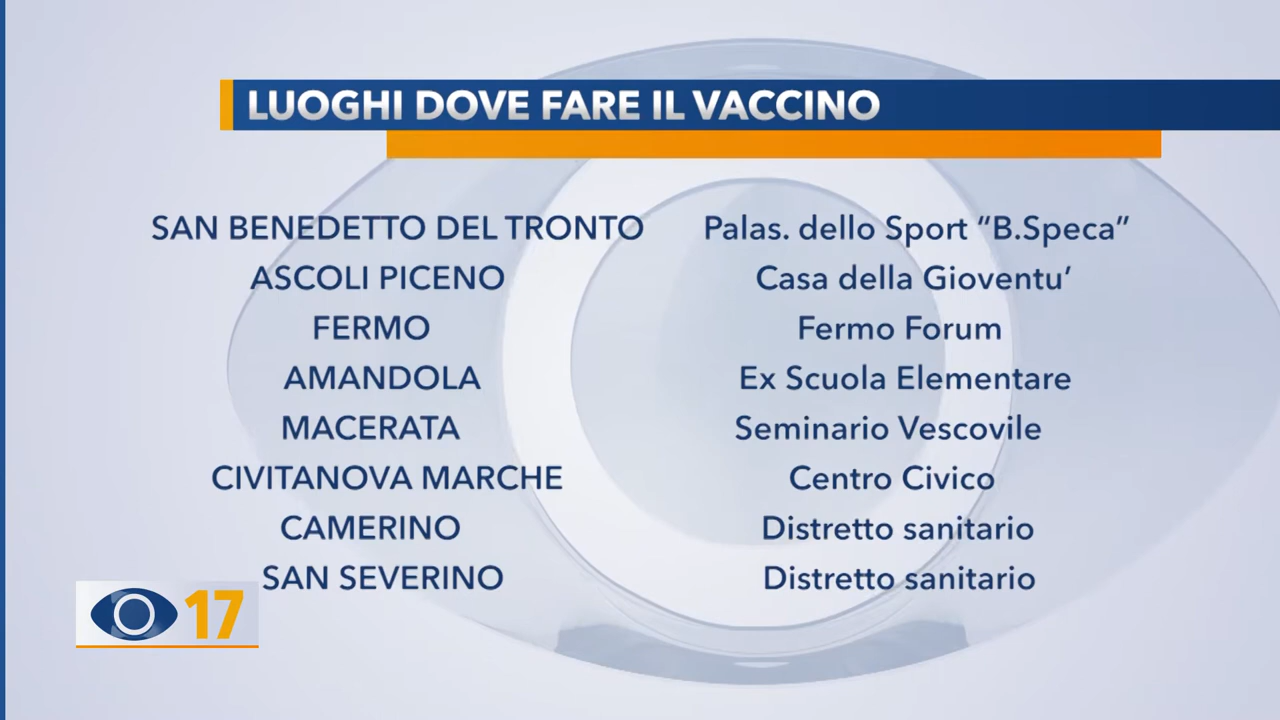 LUOGHI DOVE FARE IL VACCINO
SAN BENEDETTO DEL TRONTO Palas. dello Sport “B.Speca”
ASCOLI PICENO Casa della Gioventu’
FERMO Fermo Forum
AMANDOLA Ex Scuola Elementare
MACERATA Seminario Vescovile
CIVITANOVA MARCHE Centro Civico
CAMERINO Distretto sanitario
SAN SEVERINO Distretto sanitario
17